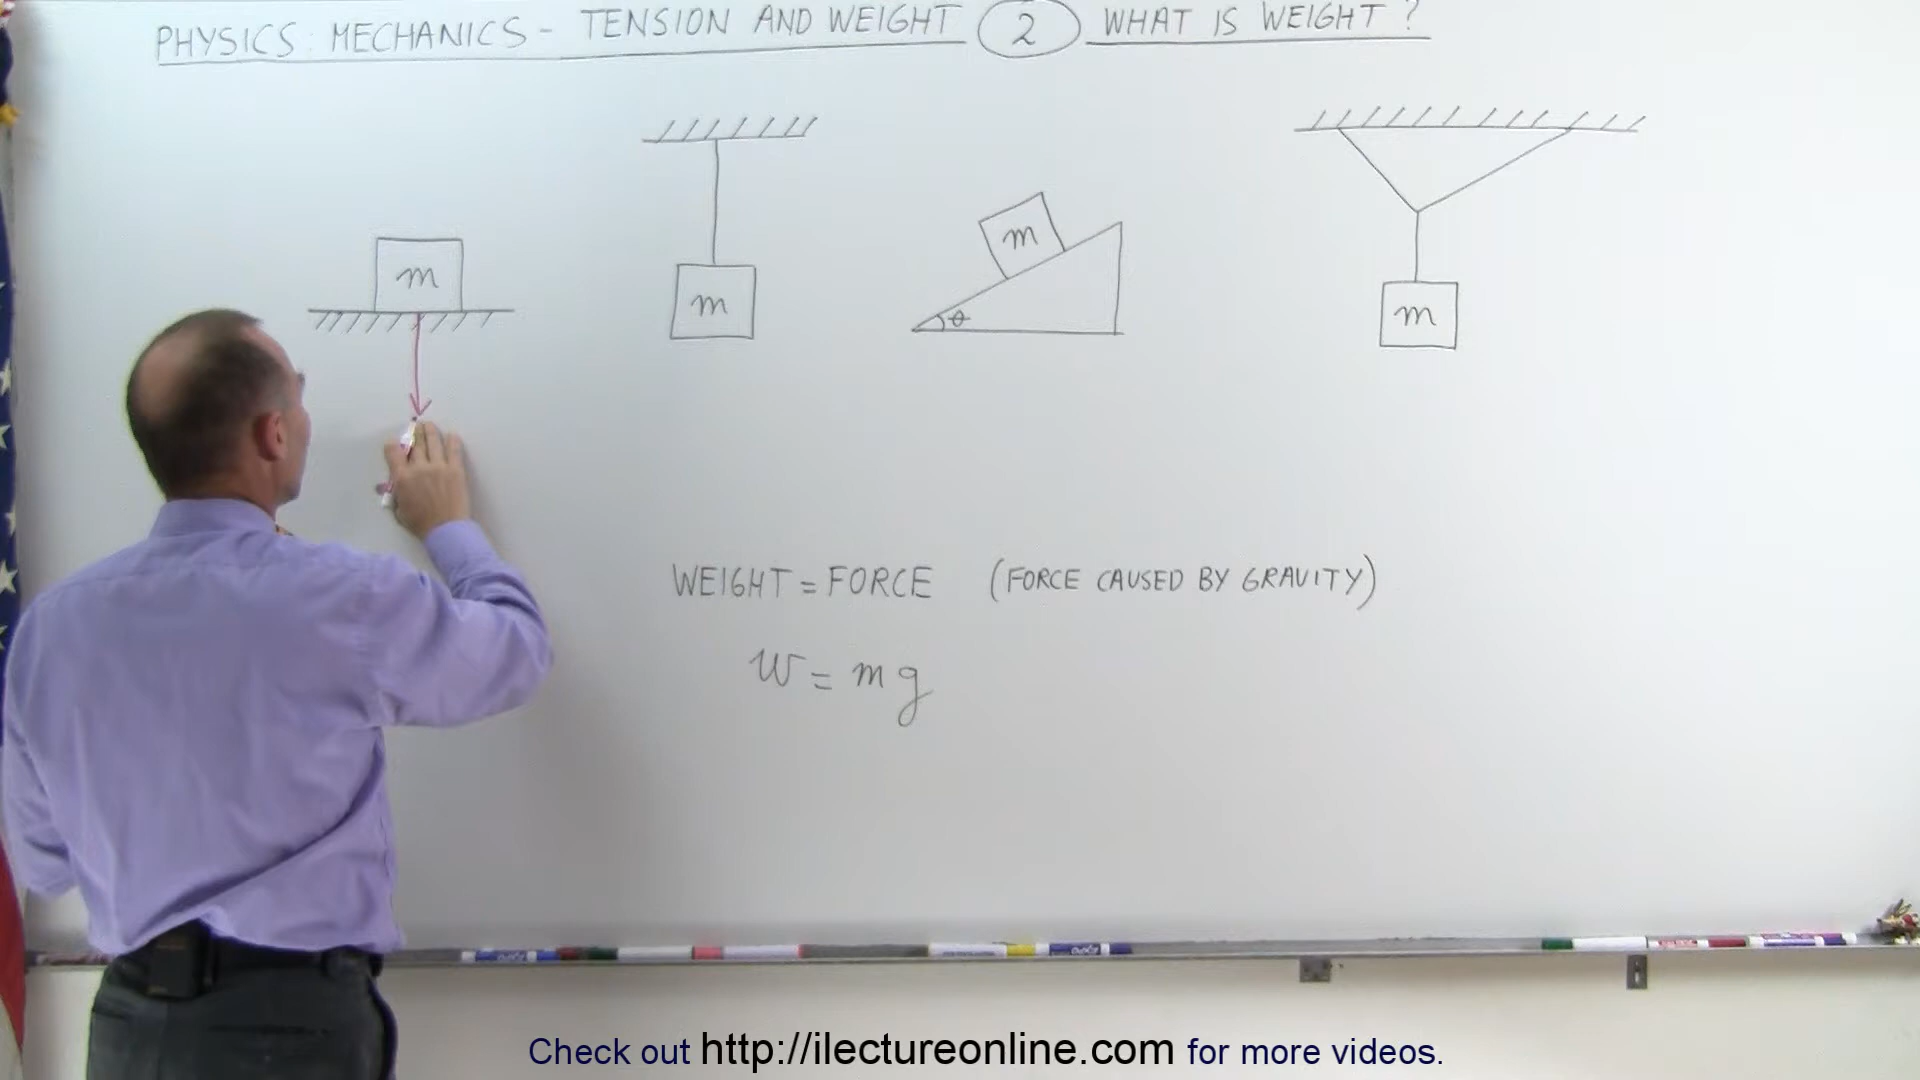 PHYSICS: MECHANICS - TENSION AND WEIGHT 2 WHAT IS WEIGHT?
m
m
m
θ
m
WEIGHT = FORCE (FORCE CAUSED BY GRAVITY)
W = mg
Check out http://ilectureonline.com for more videos.